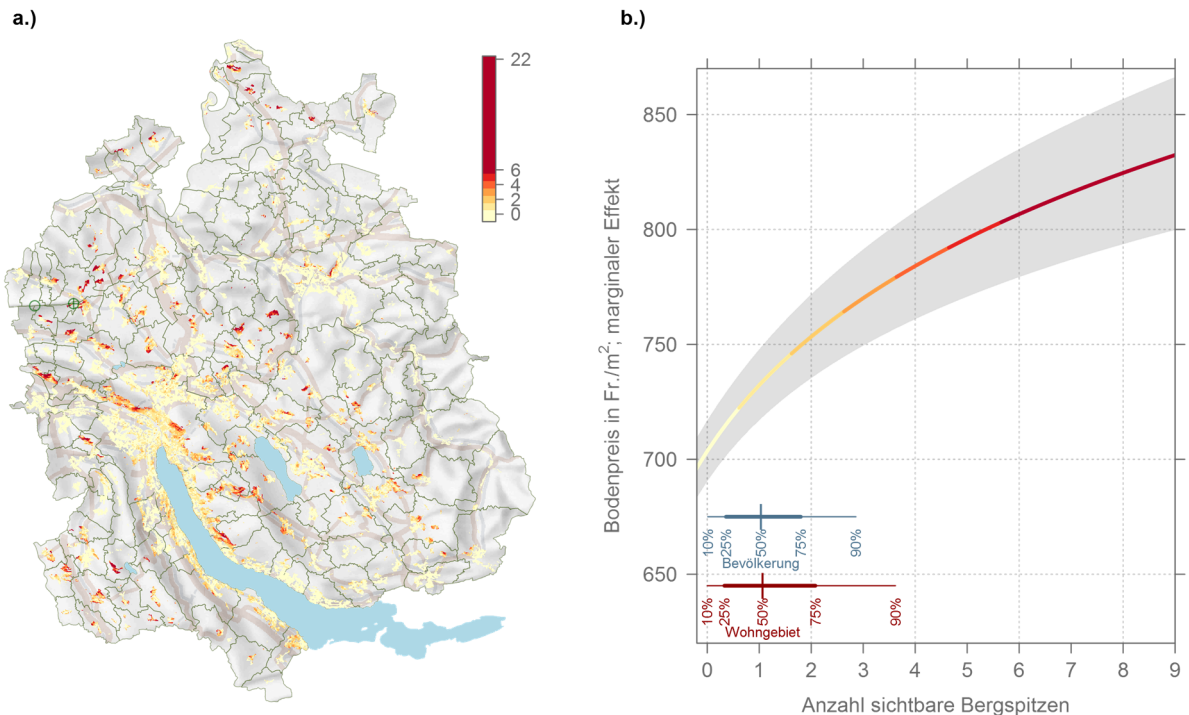 a.)
22
6
4
2
0
b.)
Bodenpreis in Fr./m²; marginaler Effekt
850
800
750
700
650
10% 25% 50% 75% 90%
Bevölkerung
10% 25% 50% 75% 90%
Wohngebiet
0 1 2 3 4 5 6 7 8 9
Anzahl sichtbare Bergspitzen